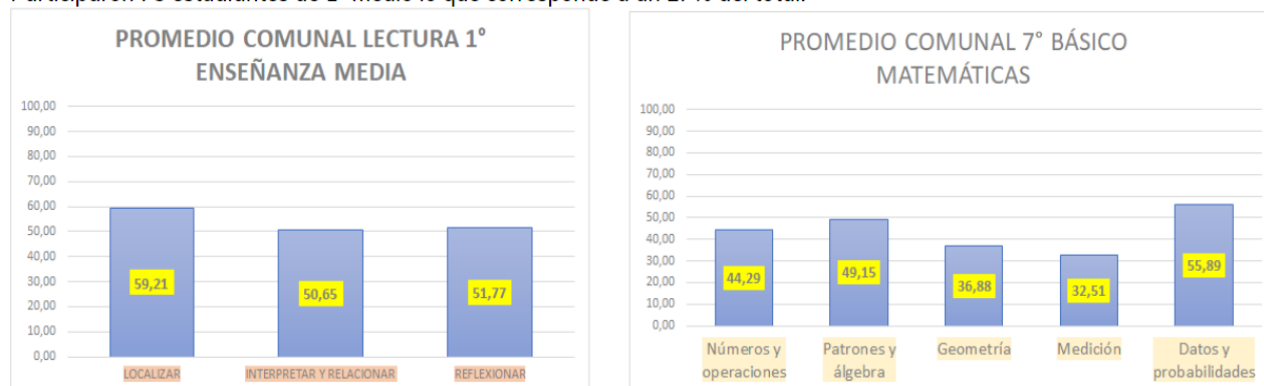 PROMEDIO COMUNAL LECTURA 1°
ENSEÑANZA MEDIA
100,00
90,00
80,00
70,00
60,00
50,00
40,00
30,00
20,00
10,00
0,00
59,21
50,65
51,77
LOCALIZAR
INTERPRETAR Y RELACIONAR
REFLEXIONAR
PROMEDIO COMUNAL 7° BÁSICO
MATEMÁTICAS
100,00
90,00
80,00
70,00
60,00
50,00
40,00
30,00
20,00
10,00
0,00
44,29
49,15
36,88
32,51
55,89
Números y
operaciones
Patrones y
álgebra
Geometría
Medición
Datos y
probabilidades